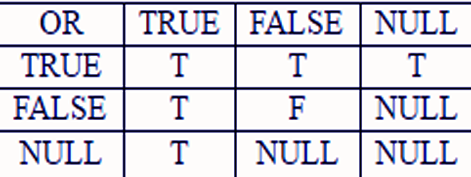 OR TRUE FALSE NULL
TRUE T T T
FALSE T F NULL
NULL T NULL NULL